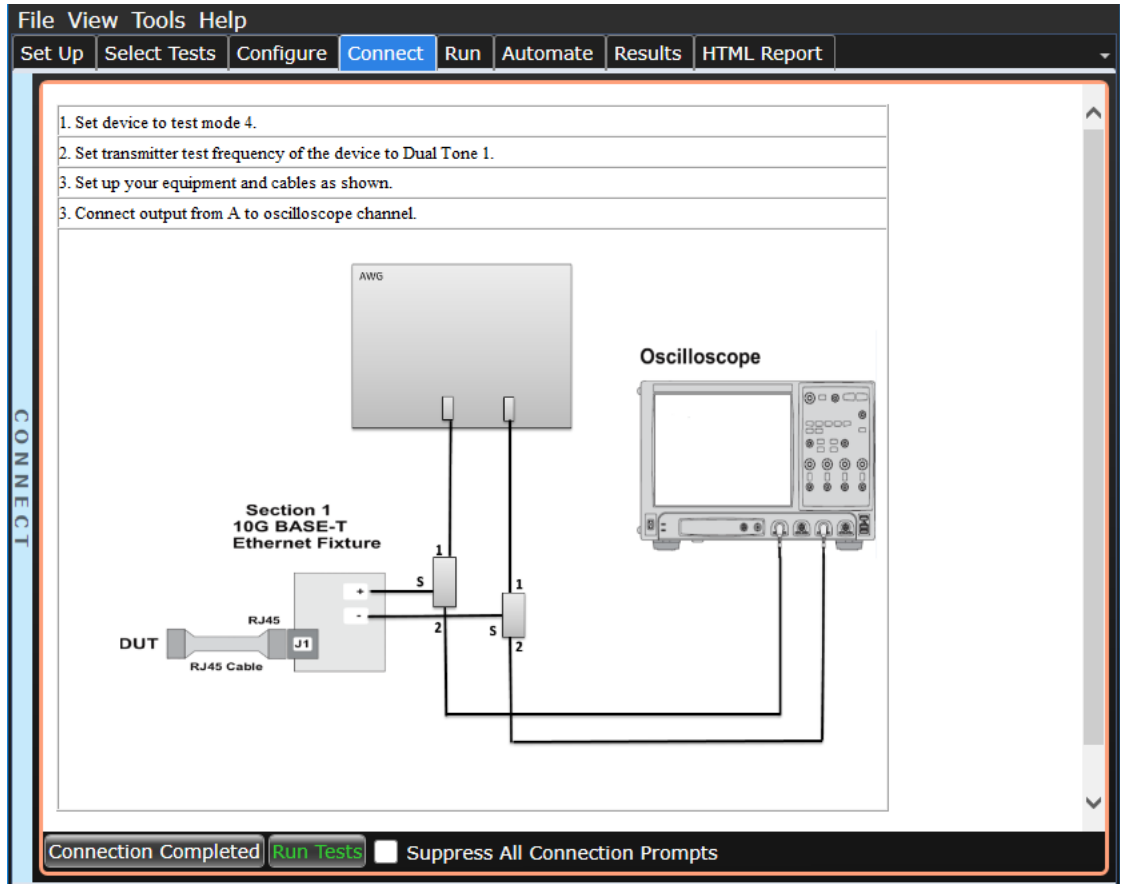 File View Tools Help
Set Up Select Tests Configure Connect Run Automate Results HTML Report
CONNECT
1. Set device to test mode 4.
2. Set transmitter test frequency of the device to Dual Tone 1.
3. Set up your equipment and cables as shown.
3. Connect output from A to oscilloscope channel.
AWG
Oscilloscope
Section 1
10G BASE-T
Ethernet Fixture
1
S
+
1
-
2
S
2
RJ45
DUT
J1
RJ45 Cable
Connection Completed Run Tests Suppress All Connection Prompts